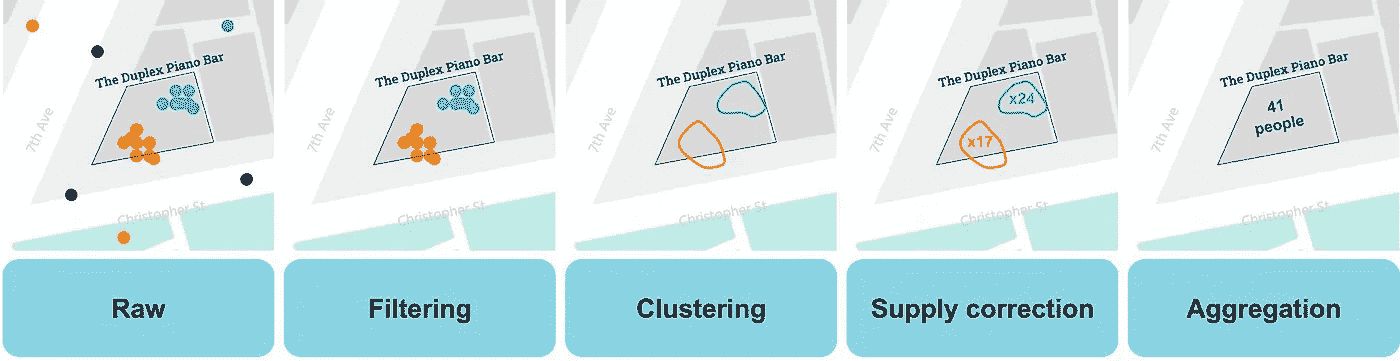 The Duplex Piano Bar
7th Ave
Christopher St
The Duplex Piano Bar
7th Ave
Christopher St
The Duplex Piano Bar
7th Ave
Christopher St
The Duplex Piano Bar
x24
7th Ave
x17
Christopher St
The Duplex Piano Bar
41
people
7th Ave
Christopher St
Raw
Filtering
Clustering
Supply correction
Aggregation